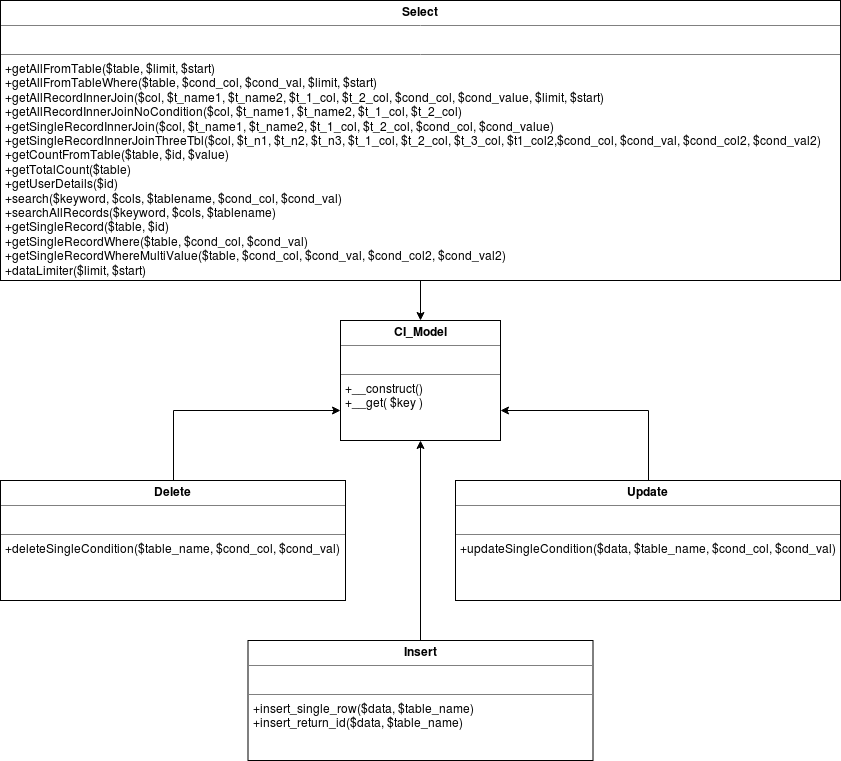 Select
+getAllFromTable($table, $limit, $start)
+getAllFromTableWhere($table, $cond_col, $cond_val, $limit, $start)
+getAllRecordInnerJoin($col, $t_name1, $t_name2, $t_1_col, $t_2_col, $cond_col, $cond_value, $limit, $start)
+getAllRecordInnerJoinNoCondition($col, $t_name1, $t_name2, $t_1_col, $t_2_col)
+getSingleRecordInnerJoin($col, $t_name1, $t_name2, $t_1_col, $t_2_col, $cond_col, $cond_value)
+getSingleRecordInnerJoinThreeTbl($col, $t_n1, $t_n2, $t_n3, $t_1_col, $t_2_col, $t_3_col, $t1_col2,$cond_col, $cond_val, $cond_col2, $cond_val2)
+getCountFromTable($table, $id, $value)
+getTotalCount($table)
+getUserDetails($id)
+search($keyword, $cols, $tablename, $cond_col, $cond_val)
+searchAllRecords($keyword, $cols, $tablename)
+getSingleRecord($table, $id)
+getSingleRecordWhere($table, $cond_col, $cond_val)
+getSingleRecordWhereMultiValue($table, $cond_col, $cond_val, $cond_col2, $cond_val2)
+dataLimiter($limit, $start)
CI_Model
+__construct()
+__get( $key )
Delete
+deleteSingleCondition($table_name, $cond_col, $cond_val)
Update
+updateSingleCondition($data, $table_name, $cond_col, $cond_val)
Insert
+insert_single_row($data, $table_name)
+insert_return_id($data, $table_name)